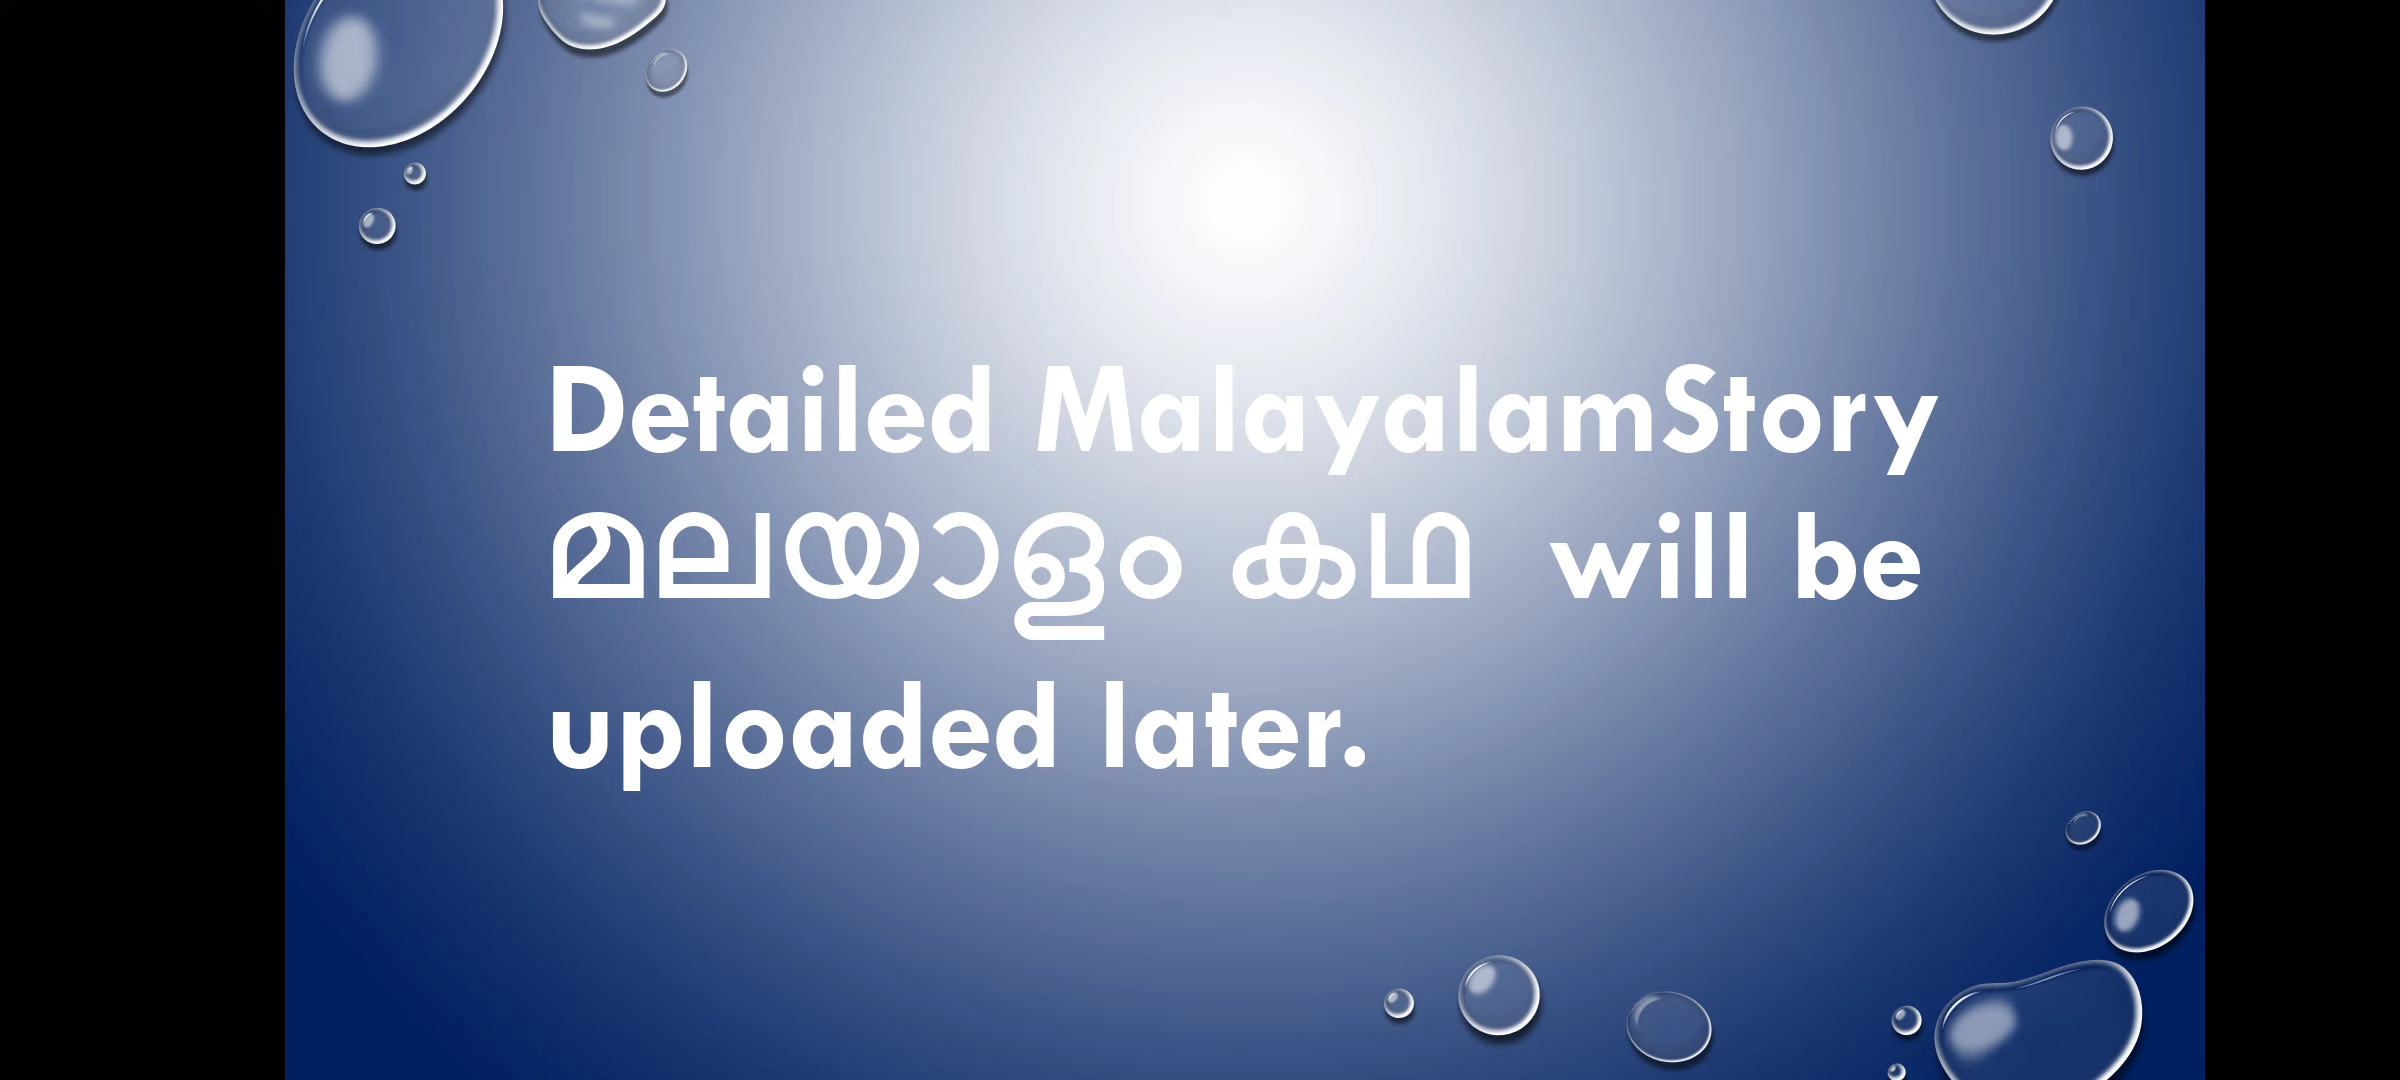 Detailed MalayalamStory
മലയാളം കഥ will be
uploaded later.